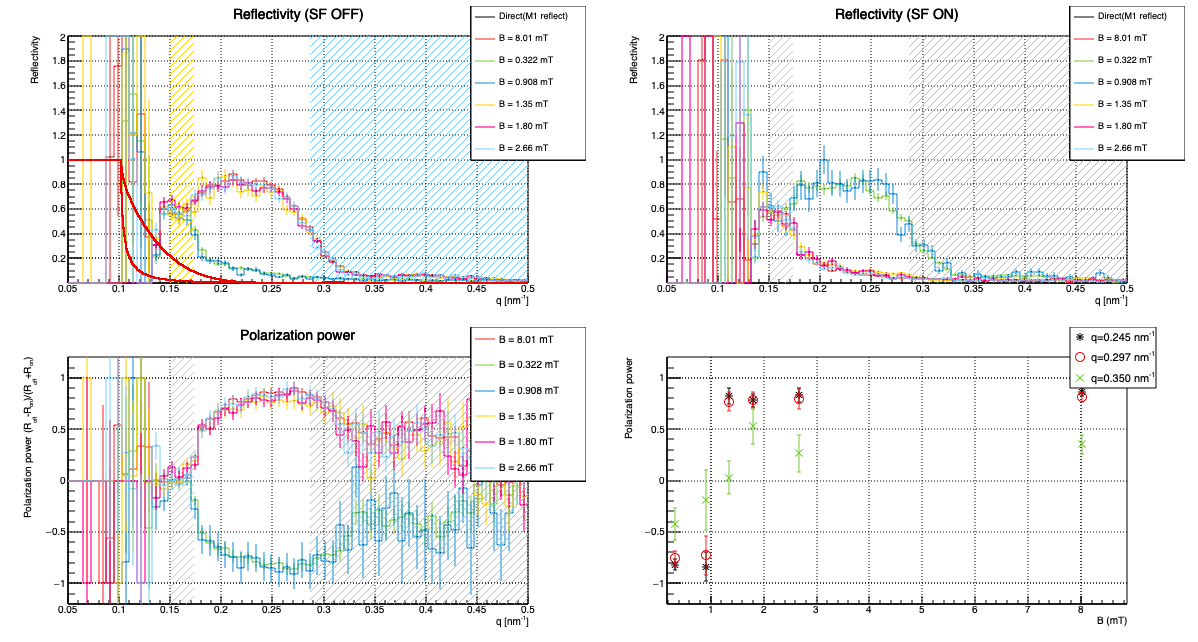 Reflectivity (SF OFF)
Reflectivity
2
1.8
1.6
1.4
1.2
1
0.8
0.6
0.4
0.2
0.05
0.1
0.15
0.2
0.25
0.3
0.35
0.4
0.45
0.5
q [nm⁻¹]
Direct(M1 reflect)
B = 8.01 mT
B = 0.322 mT
B = 0.908 mT
B = 1.35 mT
B = 1.80 mT
B = 2.66 mT
Reflectivity (SF ON)
Reflectivity
2
1.8
1.6
1.4
1.2
1
0.8
0.6
0.4
0.2
0.05
0.1
0.15
0.2
0.25
0.3
0.35
0.4
0.45
0.5
q [nm⁻¹]
Direct(M1 reflect)
B = 8.01 mT
B = 0.322 mT
B = 0.908 mT
B = 1.35 mT
B = 1.80 mT
B = 2.66 mT
Polarization power
Polarization power (R_off-R_on)/(R_off+R_on)
1
0.5
0
−0.5
−1
0.05
0.1
0.15
0.2
0.25
0.3
0.35
0.4
0.45
0.5
q [nm⁻¹]
B = 8.01 mT
B = 0.322 mT
B = 0.908 mT
B = 1.35 mT
B = 1.80 mT
B = 2.66 mT
Polarization power
1
0.5
0
−0.5
−1
1
2
3
4
5
6
7
8
B (mT)
q=0.245 nm⁻¹
q=0.297 nm⁻¹
q=0.350 nm⁻¹